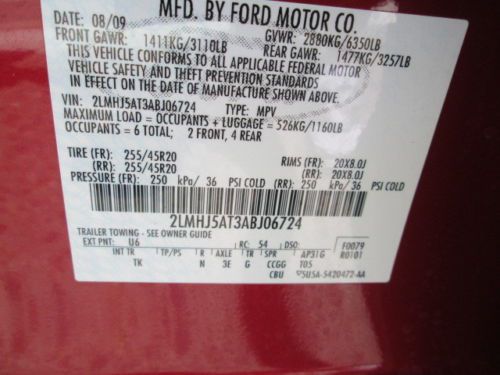 DATE: 08/09 MFD. BY FORD MOTOR CO.
FRONT GAWR: 1411KG/3110LB GVWR: 2880KG/6350LB
REAR GAWR: 1477KG/3257LB
THIS VEHICLE CONFORMS TO ALL APPLICABLE FEDERAL MOTOR
VEHICLE SAFETY AND THEFT PREVENTION STANDARDS
IN EFFECT ON THE DATE OF MANUFACTURE SHOWN ABOVE.
VIN: 2LMHJ5AT3ABJ06724 TYPE: MPV
MAXIMUM LOAD = OCCUPANTS + LUGGAGE = 526KG/1160LB
OCCUPANTS = 6 TOTAL; 2 FRONT, 4 REAR
TIRE (FR): 255/45R20 RIMS (FR): 20X8.0J
(RR): 255/45R20 (RR): 20X8.0J
PRESSURE (FR): 250 kPa/ 36 PSI COLD (RR): 250 kPa/ 36 PSI COLD
2LMHJ5AT3ABJ06724
TRAILER TOWING - SEE OWNER GUIDE
EXT PNT: U6 RC: 54 DSO: F0079
INT TR TP/PS R AXLE TR SPR AP31G R0101
TK N 3E G CCGG 105
CBU 5U5A-5420472-AA